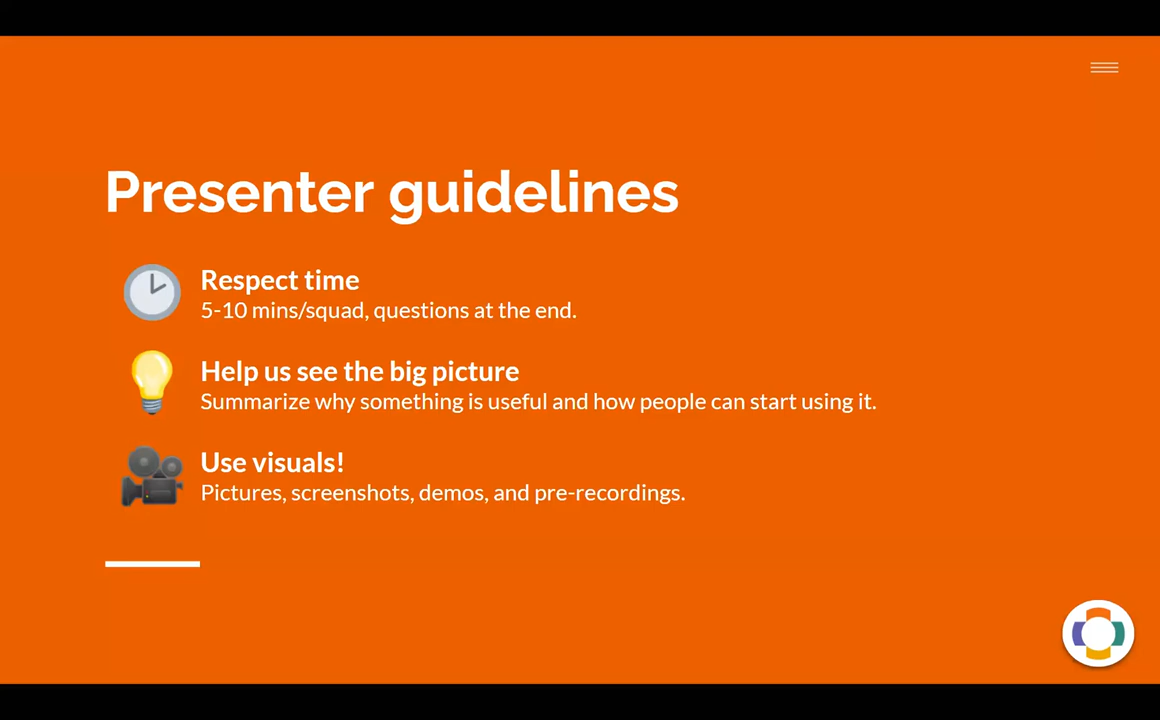 Presenter guidelines
Respect time
5-10 mins/squad, questions at the end.
Help us see the big picture
Summarize why something is useful and how people can start using it.
Use visuals!
Pictures, screenshots, demos, and pre-recordings.